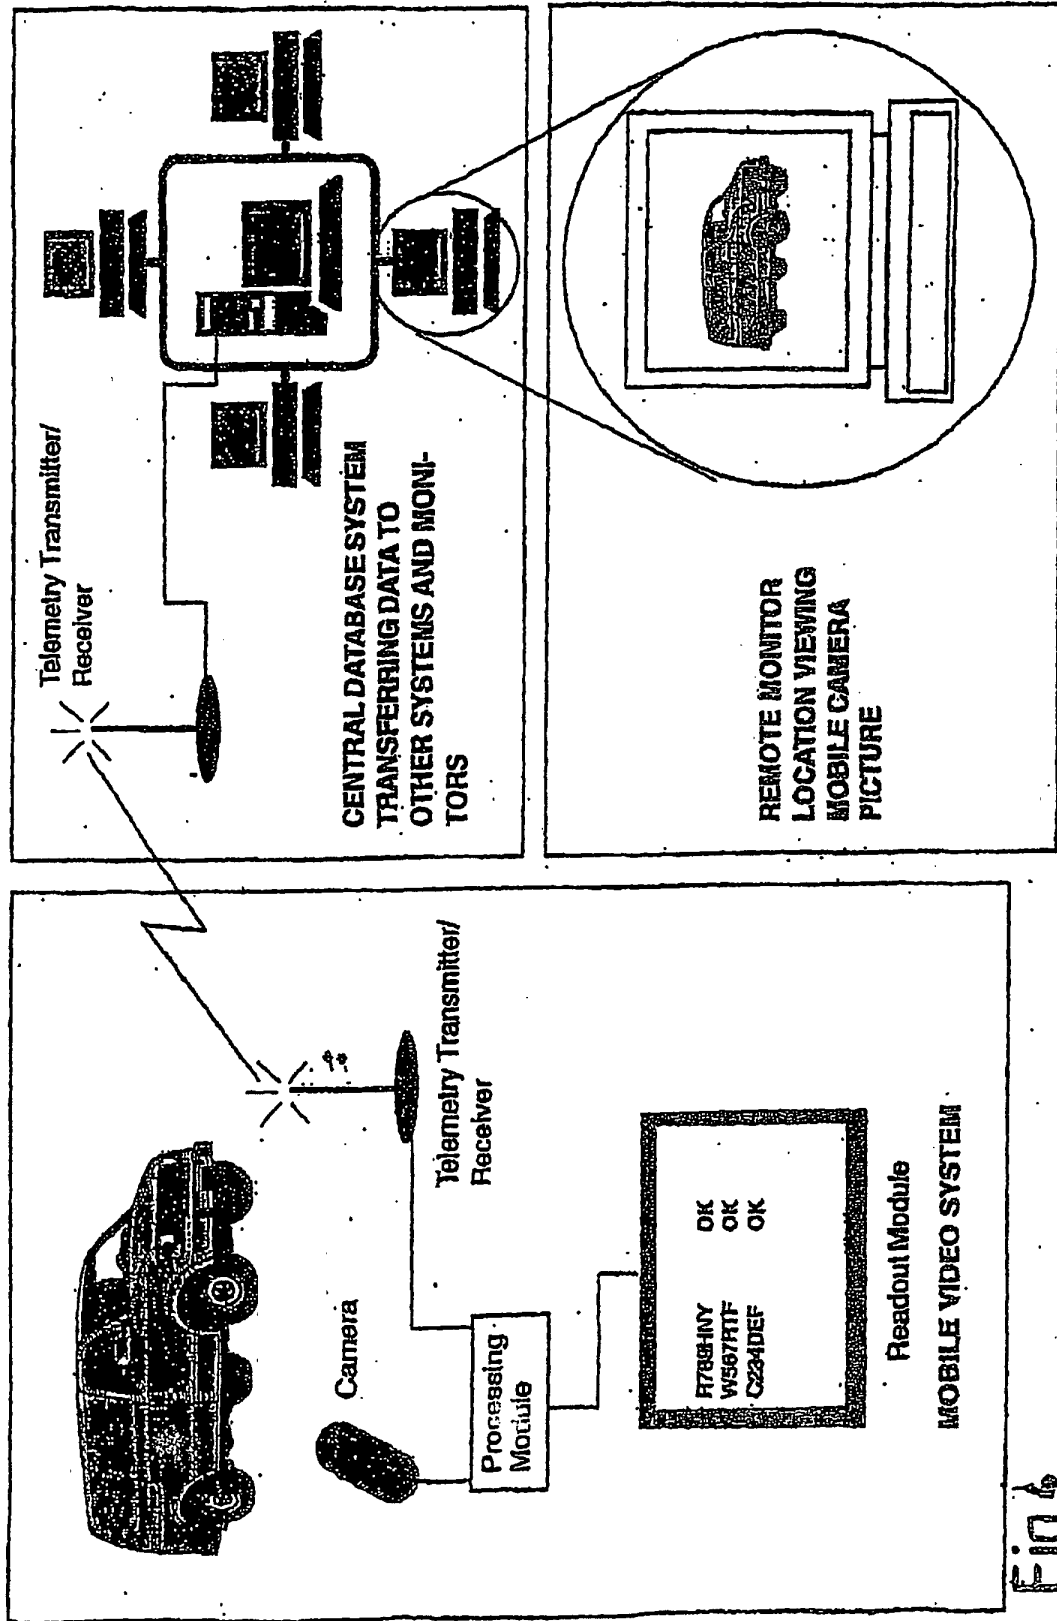 Camera
Processing
Module
Telemetry Transmitter/
Receiver
R789HNY OK
W567RTF OK
C234DEF OK
Readout Module
MOBILE VIDEO SYSTEM
Telemetry Transmitter/
Receiver
CENTRAL DATABASE SYSTEM
TRANSFERRING DATA TO
OTHER SYSTEMS AND MONI-
TORS
REMOTE MONITOR
LOCATION VIEWING
MOBILE CAMERA
PICTURE